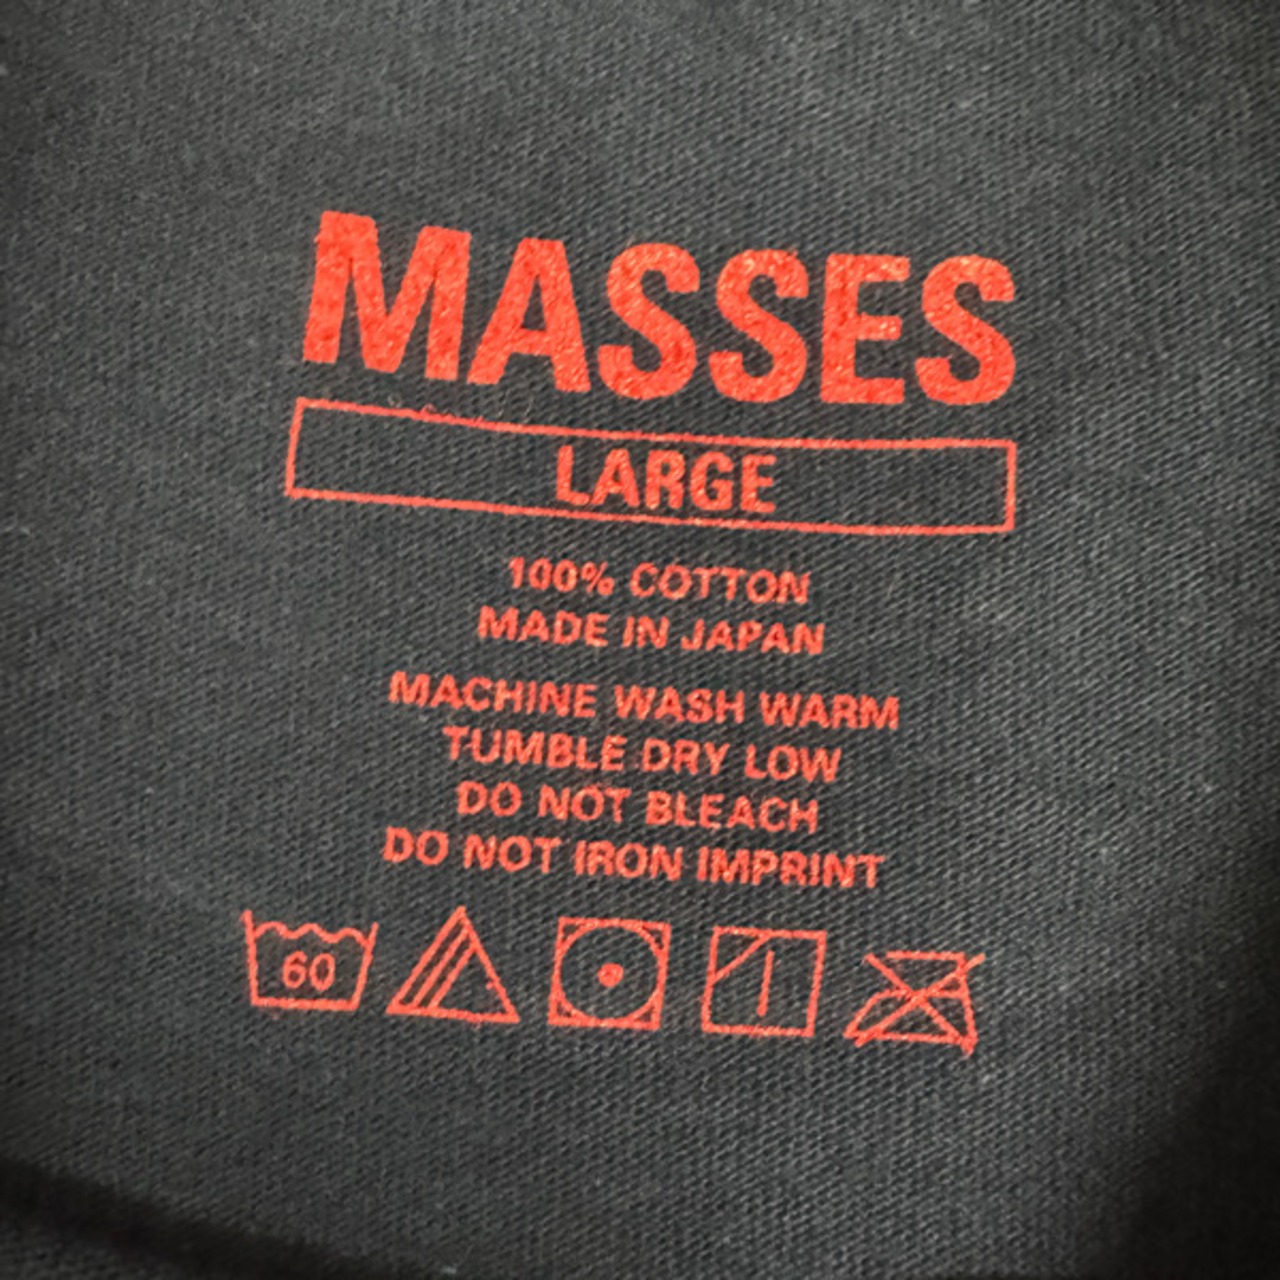 MASSES
LARGE
100% COTTON
MADE IN JAPAN
MACHINE WASH WARM
TUMBLE DRY LOW
DO NOT BLEACH
DO NOT IRON IMPRINT
60